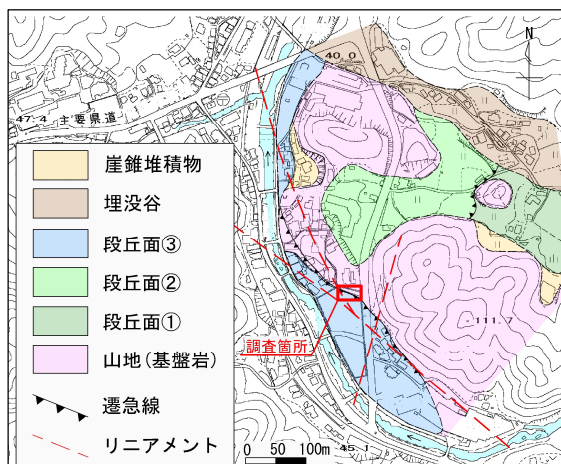 40.0
N
47.4 主要県道
崖錐堆積物
埋没谷
段丘面③
段丘面②
段丘面①
山地(基盤岩)
遷急線
リニアメント
111.7
調査箇所
0 50 100m
45.1